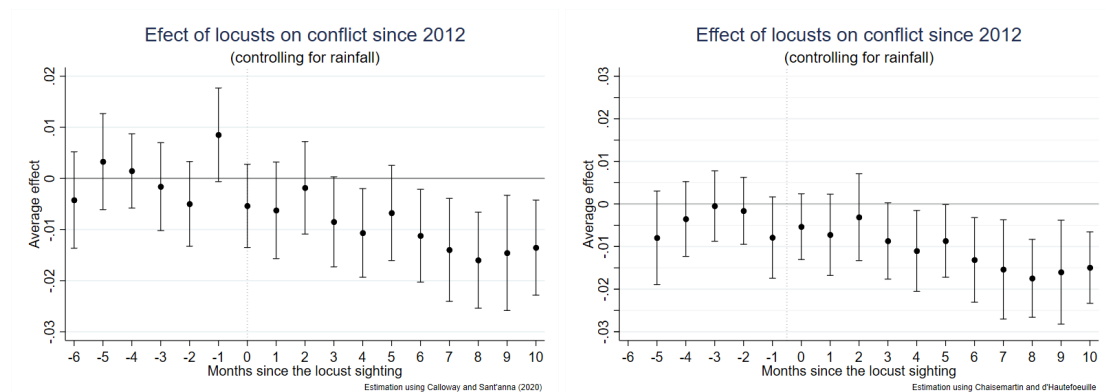 Efect of locusts on conflict since 2012
(controlling for rainfall)
Average effect
.02
.01
0
-.01
-.02
-.03
-6 -5 -4 -3 -2 -1 0 1 2 3 4 5 6 7 8 9 10
Months since the locust sighting
Estimation using Calloway and Sant'anna (2020)
Effect of locusts on conflict since 2012
(controlling for rainfall)
Average effect
.03
.02
.01
0
-.01
-.02
-.03
-6 -5 -4 -3 -2 -1 0 1 2 3 4 5 6 7 8 9 10
Months since the locust sighting
Estimation using Chaisemartin and d'Hautefoeuille